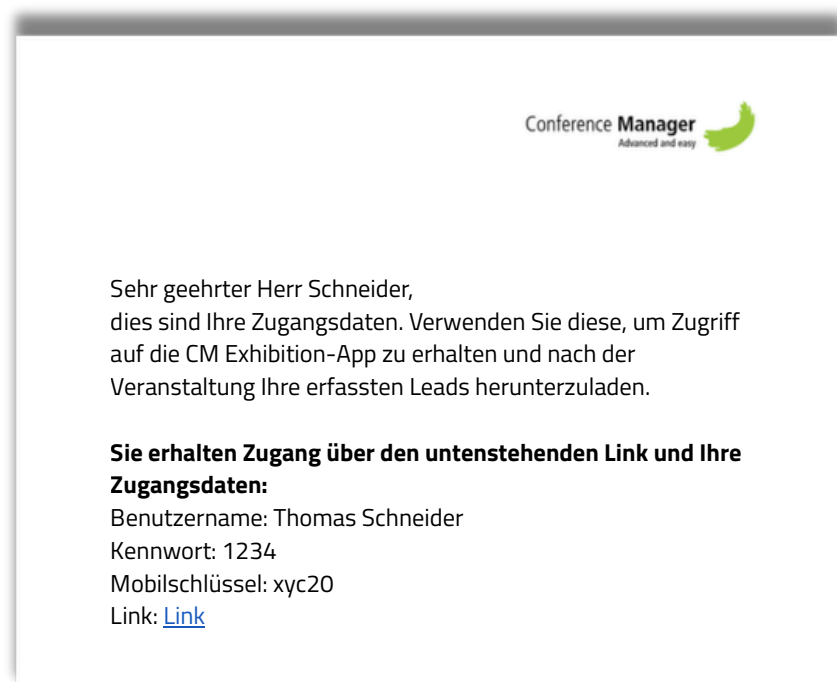 Conference Manager
Advanced and easy
Sehr geehrter Herr Schneider,
dies sind Ihre Zugangsdaten. Verwenden Sie diese, um Zugriff
auf die CM Exhibition-App zu erhalten und nach der
Veranstaltung Ihre erfassten Leads herunterzuladen.
Sie erhalten Zugang über den untenstehenden Link und Ihre
Zugangsdaten:
Benutzername: Thomas Schneider
Kennwort: 1234
Mobilschlüssel: xyc20
Link: Link